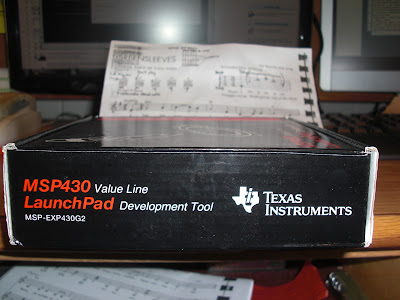 GREENSLEEVES
MSP430 Value Line
LaunchPad Development Tool
MSP-EXP430G2
TEXAS
INSTRUMENTS